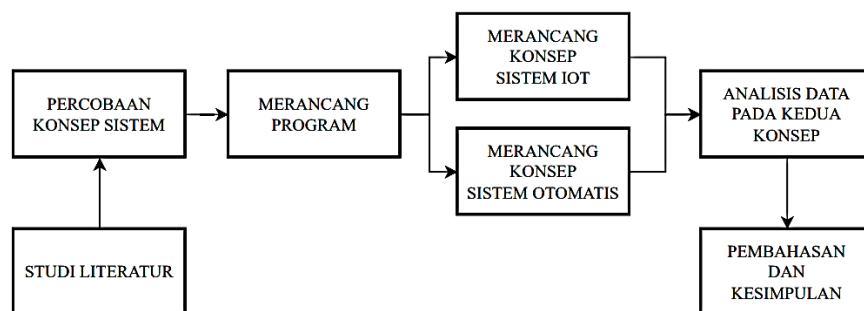 STUDI LITERATUR
PERCOBAAN
KONSEP SISTEM
MERANCANG
PROGRAM
MERANCANG
KONSEP
SISTEM IOT
MERANCANG
KONSEP
SISTEM OTOMATIS
ANALISIS DATA
PADA KEDUA
KONSEP
PEMBAHASAN
DAN
KESIMPULAN